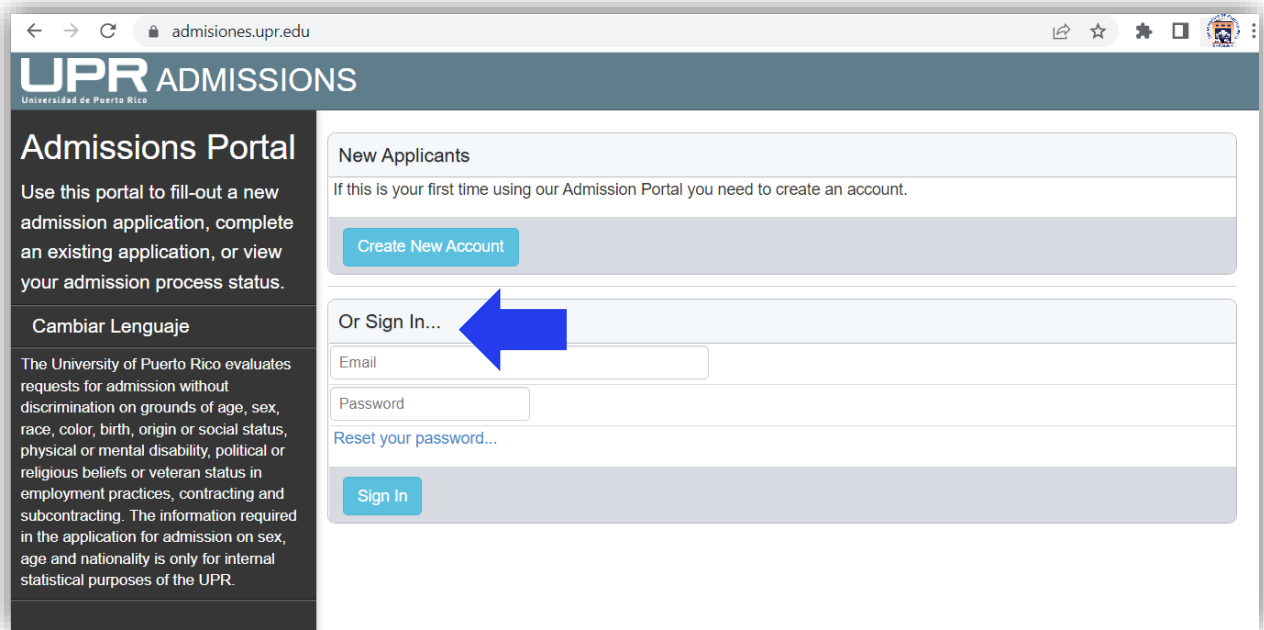 admisiones.upr.edu
UPR ADMISSIONS
Universidad de Puerto Rico
Admissions Portal
Use this portal to fill-out a new
admission application, complete
an existing application, or view
your admission process status.
Cambiar Lenguaje
The University of Puerto Rico evaluates
requests for admission without
discrimination on grounds of age, sex,
race, color, birth, origin or social status,
physical or mental disability, political or
religious beliefs or veteran status in
employment practices, contracting and
subcontracting. The information required
in the application for admission on sex,
age and nationality is only for internal
statistical purposes of the UPR.
New Applicants
If this is your first time using our Admission Portal you need to create an account.
Create New Account
Or Sign In...
Email
Password
Reset your password...
Sign In